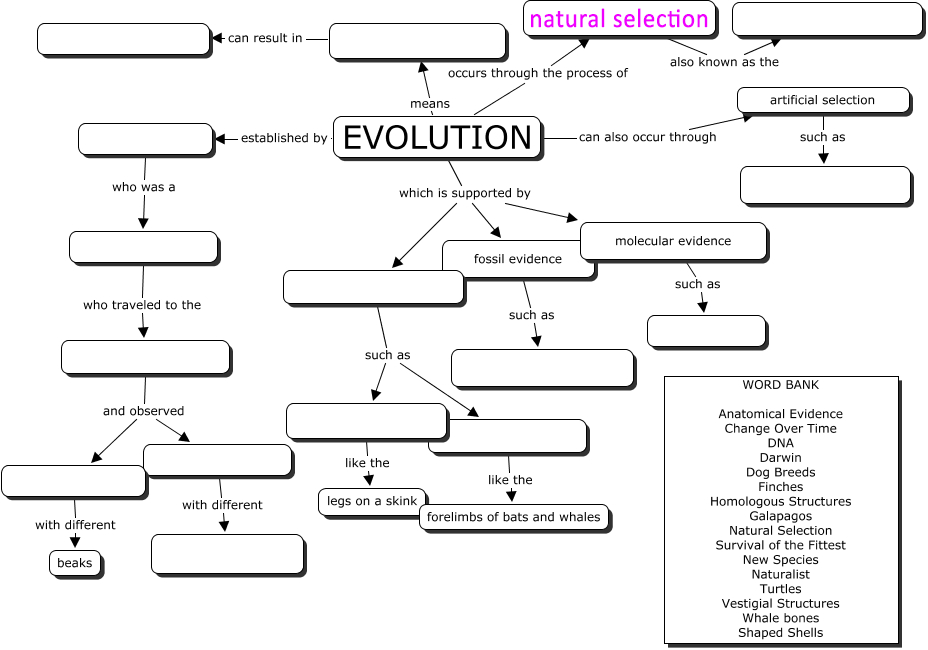 natural selection
can result in
also known as the
occurs through the process of
means
artificial selection
EVOLUTION
established by
can also occur through
such as
who was a
which is supported by
molecular evidence
fossil evidence
such as
who traveled to the
such as
such as
and observed
like the
like the
legs on a skink
with different
forelimbs of bats and whales
with different
beaks
WORD BANK
Anatomical Evidence
Change Over Time
DNA
Darwin
Dog Breeds
Finches
Homologous Structures
Galapagos
Natural Selection
Survival of the Fittest
New Species
Naturalist
Turtles
Vestigial Structures
Whale bones
Shaped Shells